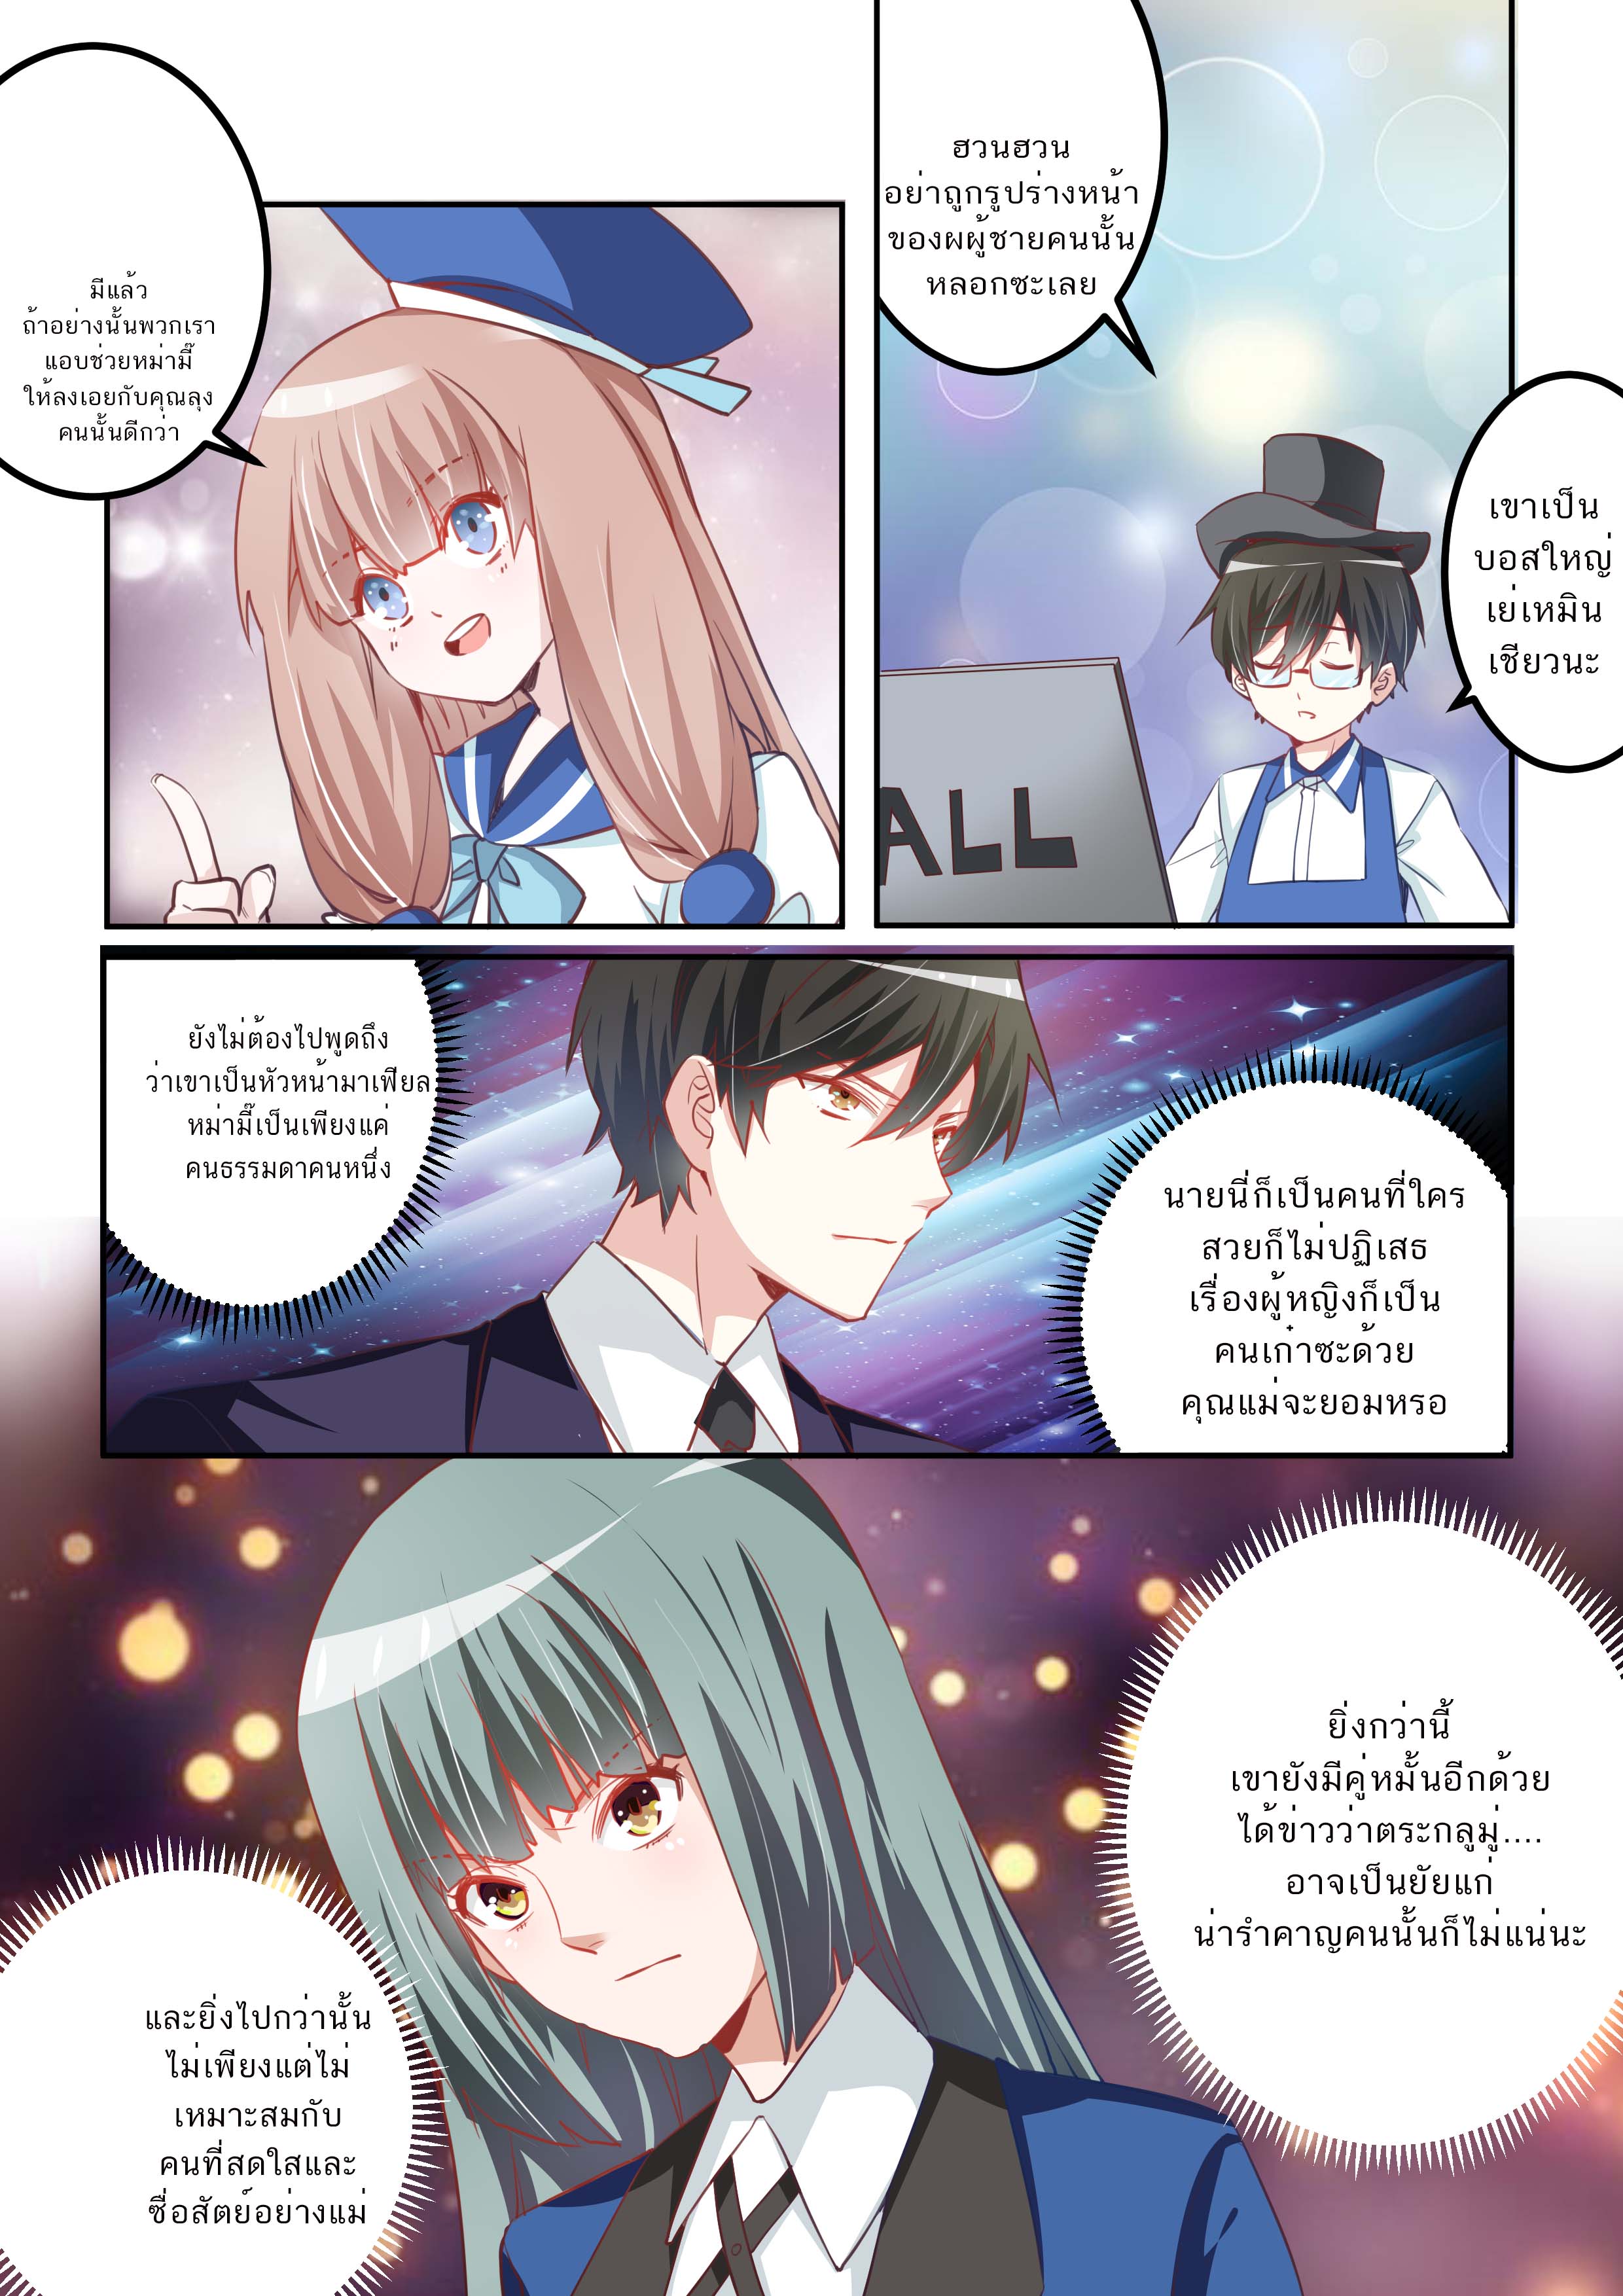 มีแล้ว
ถ้าอย่างนั้นพวกเรา
แอบช่วยหม่ามี๊
ให้ลงเอยกับคุณลุง
คนนั้นดีกว่า
ฮวนฮวน
อย่าถูกรูปร่างหน้า
ของผผู้ชายคนนั้น
หลอกซะเลย
เขาเป็น
บอสใหญ่
เย่เหมิน
เชียวนะ
ALL
ยังไม่ต้องไปพูดถึง
ว่าเขาเป็นหัวหน้ามาเฟียล
หม่ามี๊เป็นเพียงแค่
คนธรรมดาคนหนึ่ง
นายนี่ก็เป็นคนที่ใคร
สวยก็ไม่ปฏิเสธ
เรื่องผู้หญิงก็เป็น
คนเก๋าซะด้วย
คุณแม่จะยอมหรอ
ยิ่งกว่านี้
เขายังมีคู่หมั้นอีกด้วย
ได้ข่าวว่าตระกลูมู่....
อาจเป็นยัยแก่
น่ารำคาญคนนั้นก็ไม่แน่นะ
และยิ่งไปกว่านั้น
ไม่เพียงแต่ไม่
เหมาะสมกับ
คนที่สดใสและ
ซื่อสัตย์อย่างแม่